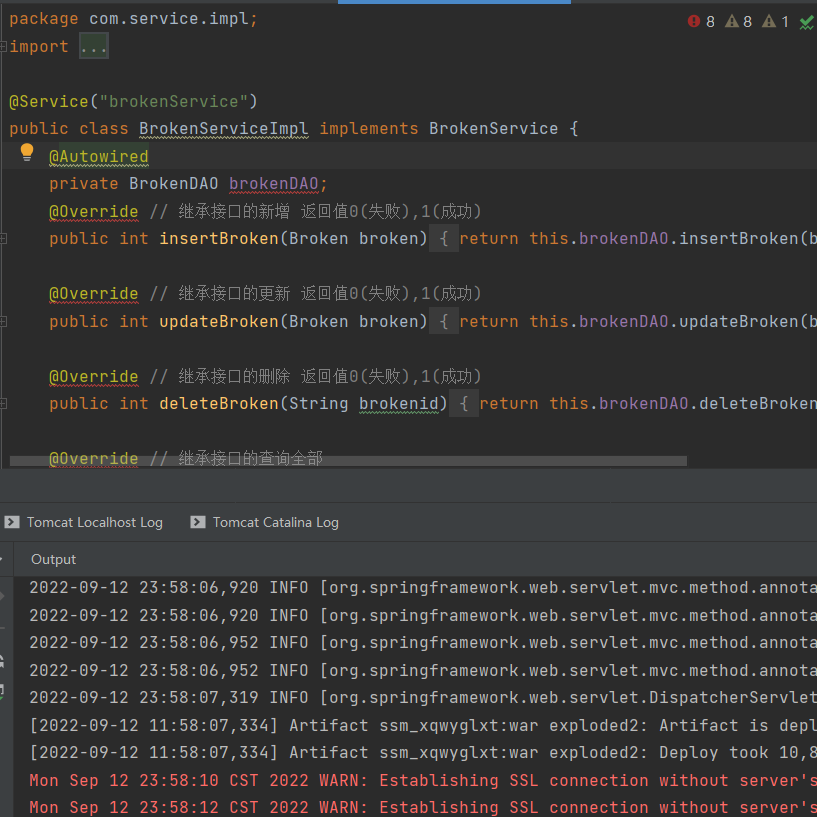 package com.service.impl;
8 8 1
import ...
@Service("brokenService")
public class BrokenServiceImpl implements BrokenService {
@Autowired
private BrokenDAO brokenDAO;
@Override // 继承接口的新增 返回值0(失败),1(成功)
public int insertBroken(Broken broken) { return this.brokenDAO.insertBroken(b
@Override // 继承接口的更新 返回值0(失败),1(成功)
public int updateBroken(Broken broken) { return this.brokenDAO.updateBroken(b
@Override // 继承接口的删除 返回值0(失败),1(成功)
public int deleteBroken(String brokenid) { return this.brokenDAO.deleteBroken
@Override // 继承接口的查询全部
Tomcat Localhost Log Tomcat Catalina Log
Output
2022-09-12 23:58:06,920 INFO [org.springframework.web.servlet.mvc.method.annota
2022-09-12 23:58:06,920 INFO [org.springframework.web.servlet.mvc.method.annota
2022-09-12 23:58:06,952 INFO [org.springframework.web.servlet.mvc.method.annota
2022-09-12 23:58:06,952 INFO [org.springframework.web.servlet.mvc.method.annota
2022-09-12 23:58:07,319 INFO [org.springframework.web.servlet.DispatcherServlet
[2022-09-12 11:58:07,334] Artifact ssm_xqwyglxt:war exploded2: Artifact is depl
[2022-09-12 11:58:07,334] Artifact ssm_xqwyglxt:war exploded2: Deploy took 10,8
Mon Sep 12 23:58:10 CST 2022 WARN: Establishing SSL connection without server's
Mon Sep 12 23:58:12 CST 2022 WARN: Establishing SSL connection without server's